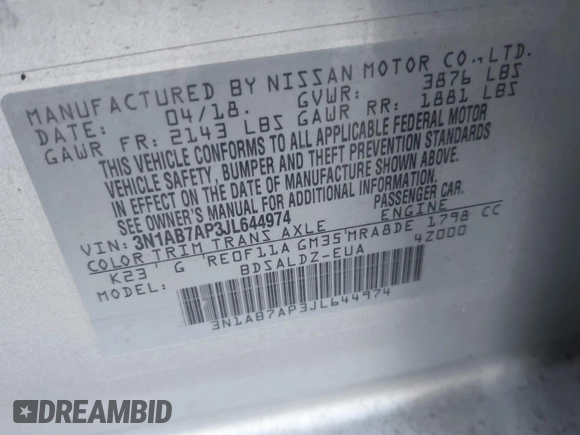 MANUFACTURED BY NISSAN MOTOR CO., LTD.
DATE: 04/18. GVWR: 3876 LBS
GAWR FR: 2143 LBS GAWR RR: 1881 LBS
THIS VEHICLE CONFORMS TO ALL APPLICABLE FEDERAL MOTOR
VEHICLE SAFETY, BUMPER AND THEFT PREVENTION STANDARDS
IN EFFECT ON THE DATE OF MANUFACTURE SHOWN ABOVE.
SEE OWNER'S MANUAL FOR ADDITIONAL INFORMATION.
VIN: 3N1AB7AP3JL644974 PASSENGER CAR.
COLOR TRIM TRANS AXLE ENGINE
K23 G RE0F11A GM35 MRA8DE 1798 CC
MODEL: BDSALDZ-EUA 4Z000
3N1AB7AP3JL644974
DREAMBID